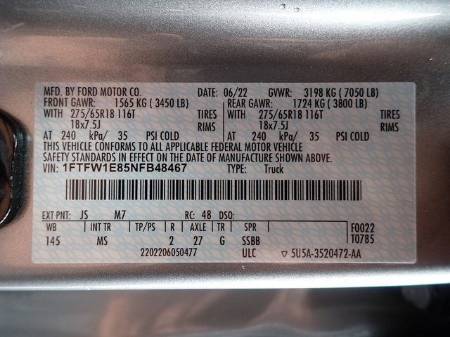 MFD. BY FORD MOTOR CO. 06/22 GVWR: 3198 KG ( 7050 LB)
FRONT GAWR: 1565 KG ( 3450 LB) REAR GAWR: 1724 KG ( 3800 LB)
WITH 275/65R18 116T TIRES WITH 275/65R18 116T TIRES
18x7.5J RIMS 18x7.5J RIMS
AT 240 kPa/ 35 PSI COLD AT 240 kPa/ 35 PSI COLD
THIS VEHICLE CONFORMS TO ALL APPLICABLE FEDERAL MOTOR VEHICLE
SAFETY AND THEFT PREVENTION STANDARDS IN EFFECT ON THE DATE OF MANUFACTURE SHOWN ABOVE.
VIN: 1FTFW1E85NFB48467 TYPE: Truck
EXT PNT: JS M7 RC: 48 DSO:
WB INT TR TP/PS R AXLE TR SPR F0022
145 MS 2 27 G SSBB T0785
2202206050477 ULC 5U5A-3520472-AA